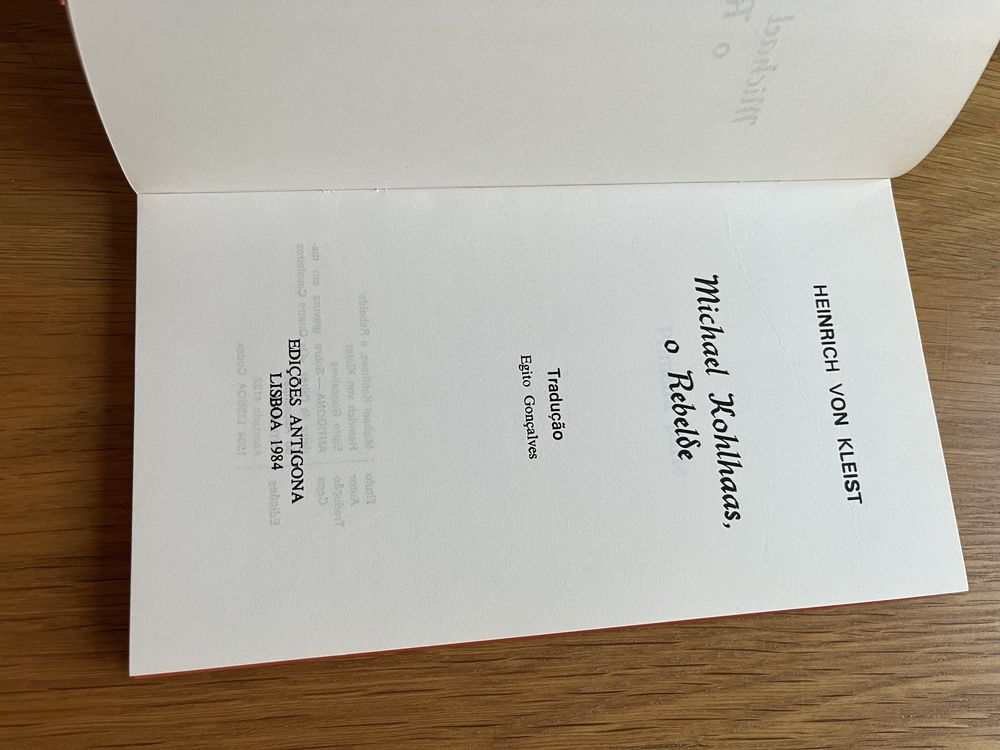 HEINRICH VON KLEIST
Michael Kohlhaas,
o Rebelde
Tradução
Egito Gonçalves
EDIÇÕES ANTÍGONA
LISBOA 1984